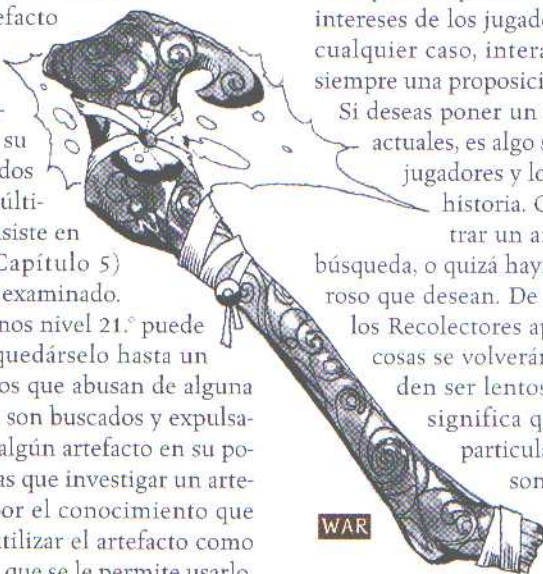 efacto
su
dos
últi-
siste en
Capítulo 5)
examinado.
nos nivel 21.º puede
quedárselo hasta un
os que abusan de alguna
son buscados y expulsa-
algún artefacto en su po-
as que investigar un arte-
por el conocimiento que
utilizar el artefacto como
que se le permite usarlo
intereses de los jugado
cualquier caso, intera
siempre una proposici
Si deseas poner un
actuales, es algo s
jugadores y lo
historia. C
trar un a
búsqueda, o quizá hay
roso que desean. De
los Recolectores ap
cosas se volverá
den ser lentos
significa q
particula
son
WAR